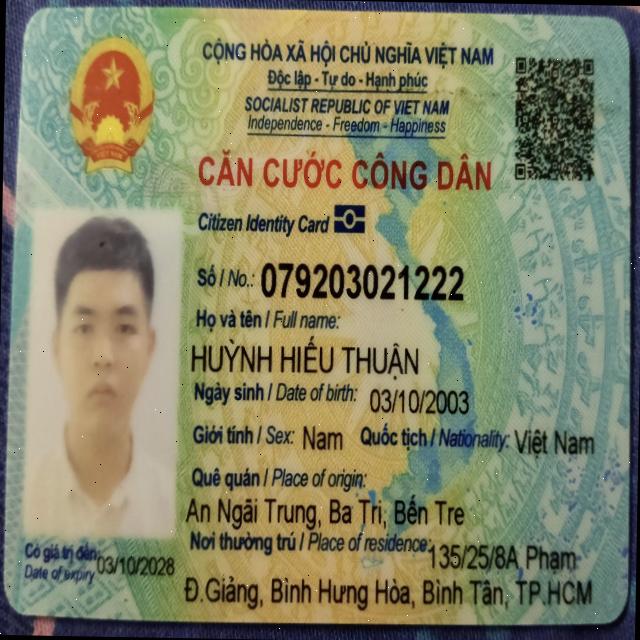 CỘNG HÒA XÃ HỘI CHỦ NGHĨA VIỆT NAM
Độc lập - Tự do - Hạnh phúc
SOCIALIST REPUBLIC OF VIET NAM
Independence - Freedom - Happiness
CĂN CƯỚC CÔNG DÂN
Citizen Identity Card
Số / No.: 079203021222
Họ và tên / Full name:
HUỲNH HIẾU THUẬN
Ngày sinh / Date of birth: 03/10/2003
Giới tính / Sex: Nam Quốc tịch / Nationality: Việt Nam
Quê quán / Place of origin:
An Ngãi Trung, Ba Tri, Bến Tre
Nơi thường trú / Place of residence: 135/25/8A Phạm
Đ.Giảng, Bình Hưng Hòa, Bình Tân, TP.HCM
Có giá trị đến: 03/10/2028
Date of expiry